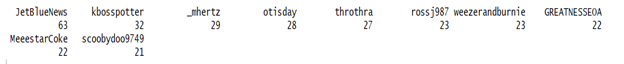 JetBlueNews kbosspotter _mhertz otisday throthra rossj987 weezerandburnie GREATNESSEOA
63 32 29 28 27 23 23 22
MeeestarCoke scoobydoo9749
22 21